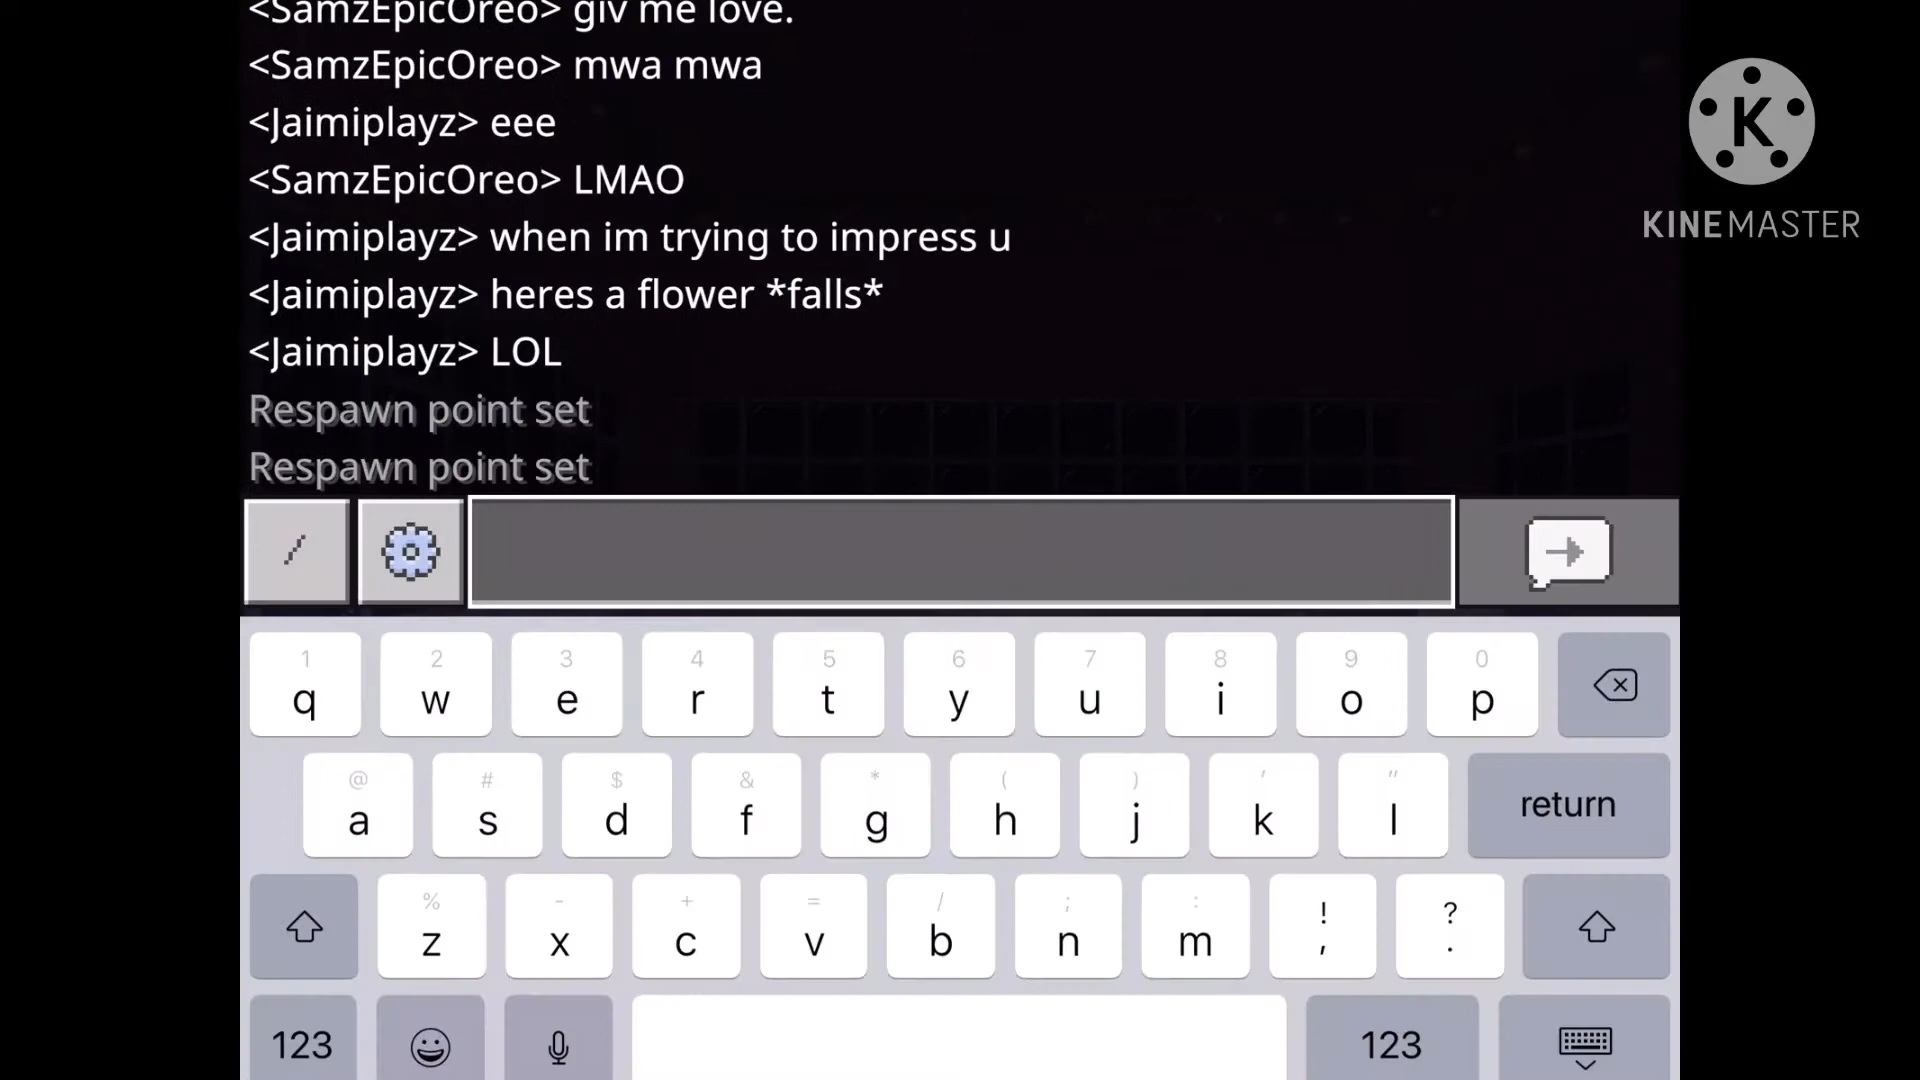 <SamzEpicOreo> giv me love.
<SamzEpicOreo> mwa mwa
<Jaimiplayz> eee
<SamzEpicOreo> LMAO
<Jaimiplayz> when im trying to impress u
<Jaimiplayz> heres a flower *falls*
<Jaimiplayz> LOL
Respawn point set
Respawn point set
K
KINEMASTER
/
1 2 3 4 5 6 7 8 9 0
q w e r t y u i o p
@ # $ & * ( ) ' "
a s d f g h j k l return
% - + = / ; : ! ?
z x c v b n m , .
123 123